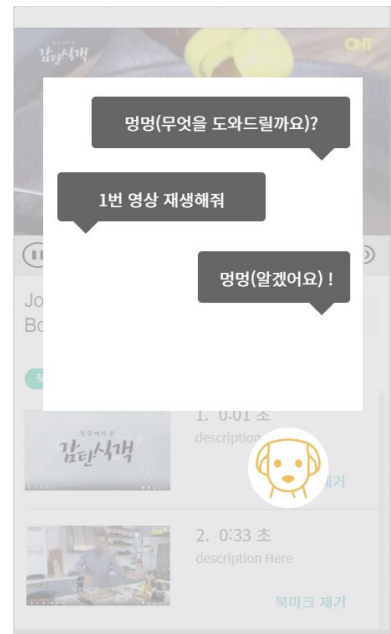 감탄식객
ONT
멍멍(무엇을 도와드릴까요)?
1번 영상 재생해줘
멍멍(알겠어요) !
Jo
Bo
북
감탄식객
1. 0:01 초
description
제거
2. 0:33 초
description Here
북마크 제거